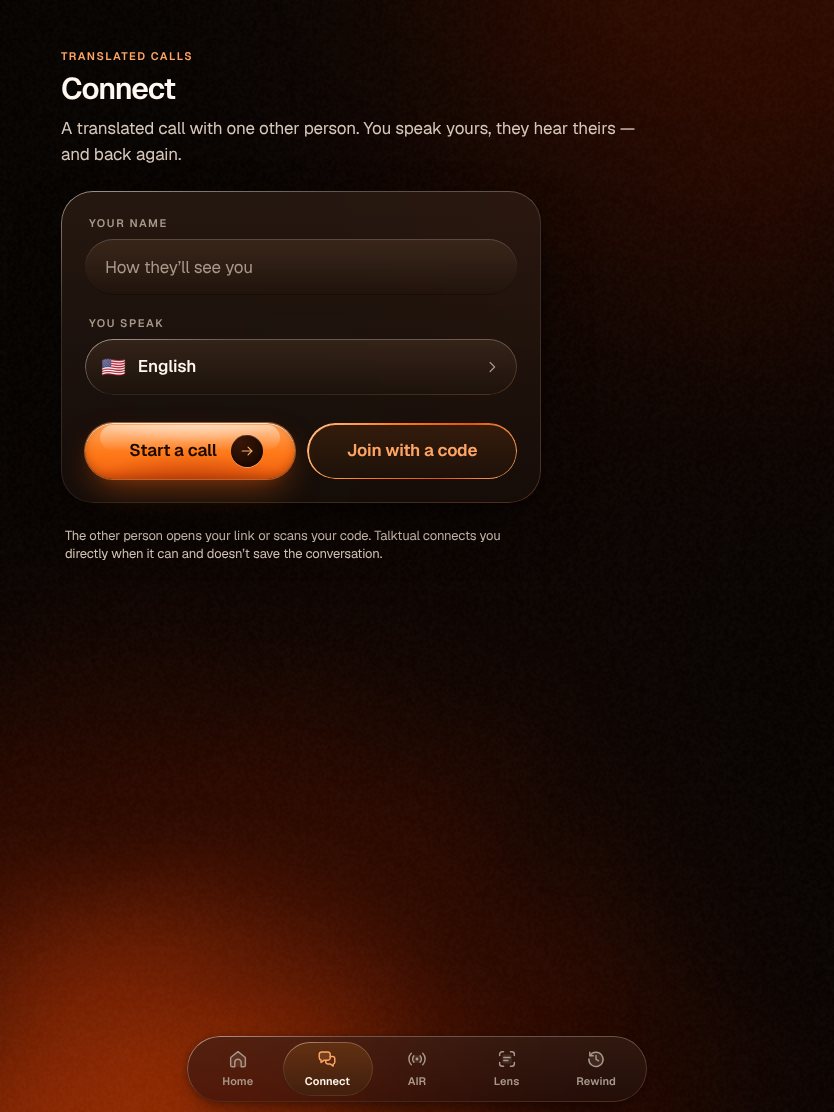 TRANSLATED CALLS
Connect
A translated call with one other person. You speak yours, they hear theirs —
and back again.
YOUR NAME
How they’ll see you
YOU SPEAK
English
Start a call
Join with a code
The other person opens your link or scans your code. Talktual connects you
directly when it can and doesn’t save the conversation.
Home
Connect
AIR
Lens
Rewind